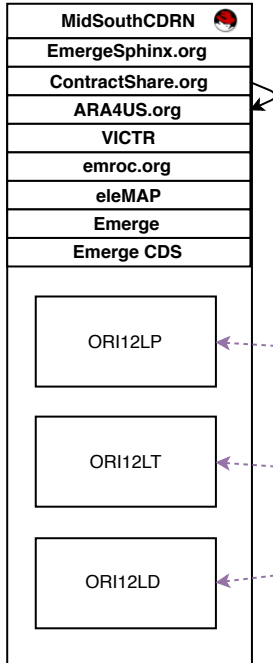 MidSouthCDRN
EmergeSphinx.org
ContractShare.org
ARA4US.org
VICTR
emroc.org
eleMAP
Emerge
Emerge CDS
ORI12LP
ORI12LT
ORI12LD